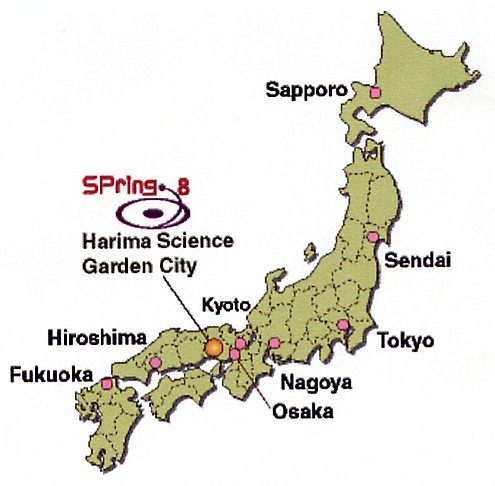 Sapporo
SPring-8
Harima Science
Garden City
Sendai
Kyoto
Hiroshima
Tokyo
Fukuoka
Nagoya
Osaka